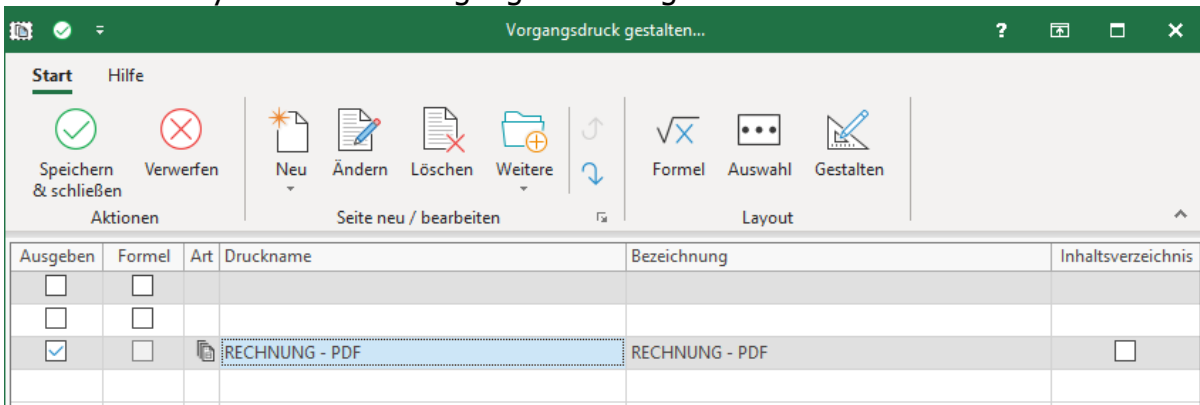 Vorgangsdruck gestalten...
?
Start Hilfe
Speichern & schließen
Verwerfen
Neu
Ändern
Löschen
Weitere
Formel
Auswahl
Gestalten
Aktionen
Seite neu / bearbeiten
Layout
Ausgeben Formel Art Druckname Bezeichnung Inhaltsverzeichnis
RECHNUNG - PDF RECHNUNG - PDF